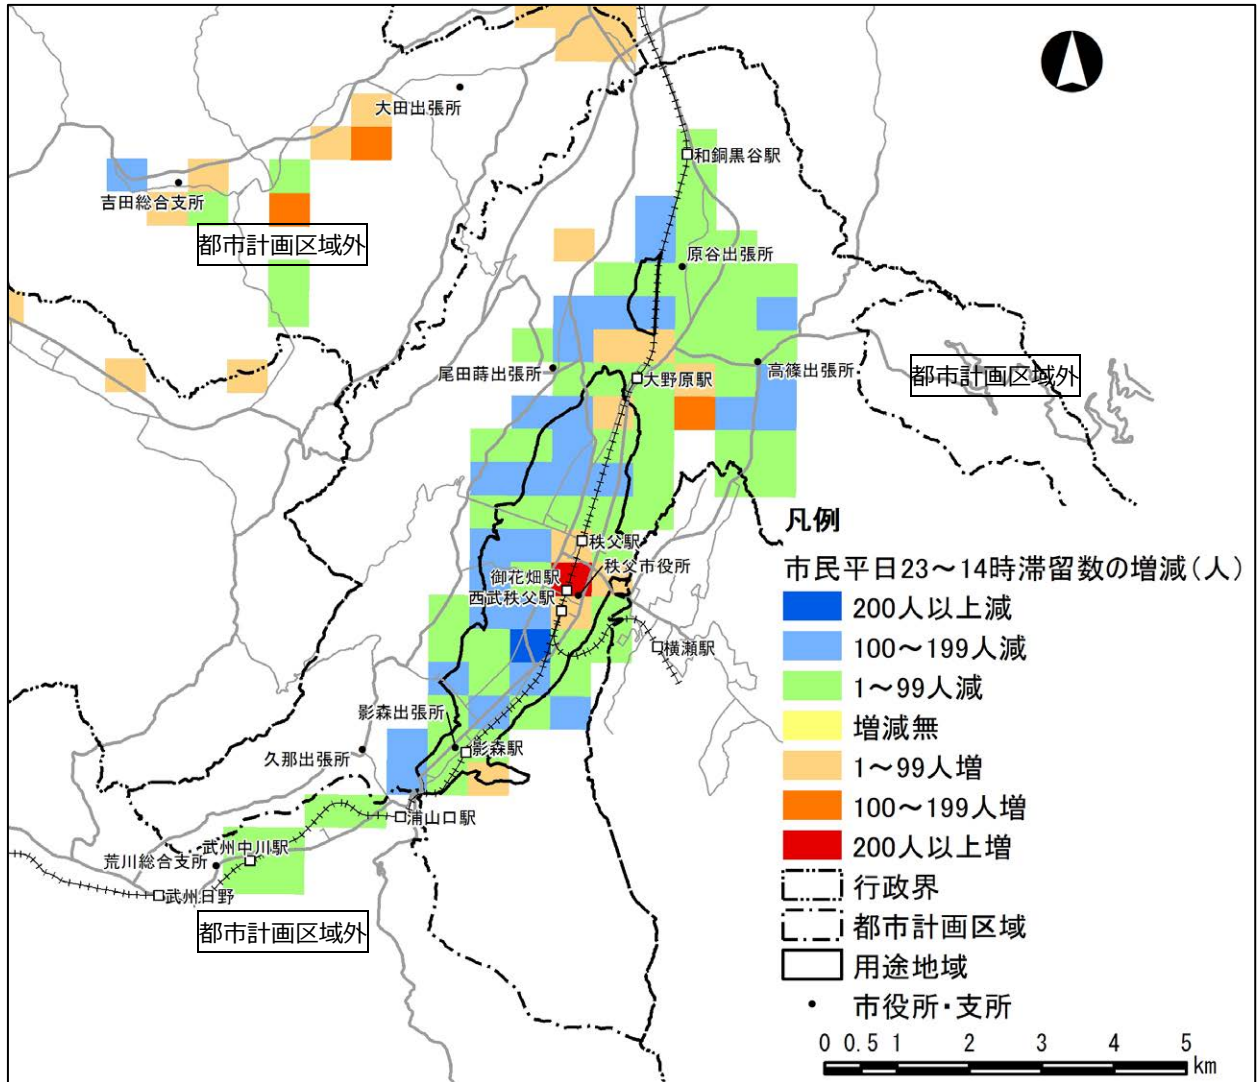 大田出張所
和銅黒谷駅
吉田総合支所
都市計画区域外
原谷出張所
尾田蒔出張所
大野原駅
高篠出張所
都市計画区域外
秩父駅
御花畑駅
秩父市役所
西武秩父駅
横瀬駅
影森出張所
影森駅
久那出張所
浦山口駅
武州中川駅
荒川総合支所
武州日野
都市計画区域外
凡例
市民平日23～14時滞留数の増減(人)
200人以上減
100～199人減
1～99人減
増減無
1～99人増
100～199人増
200人以上増
行政界
都市計画区域
用途地域
市役所・支所
0 0.5 1 2 3 4 5
km